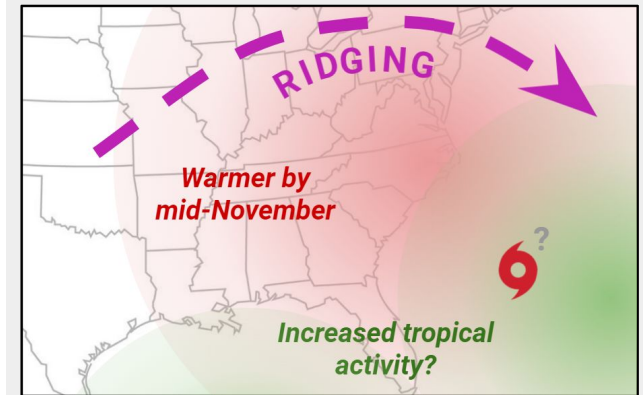 RIDGING
Warmer by
mid-November
?
Increased tropical
activity?